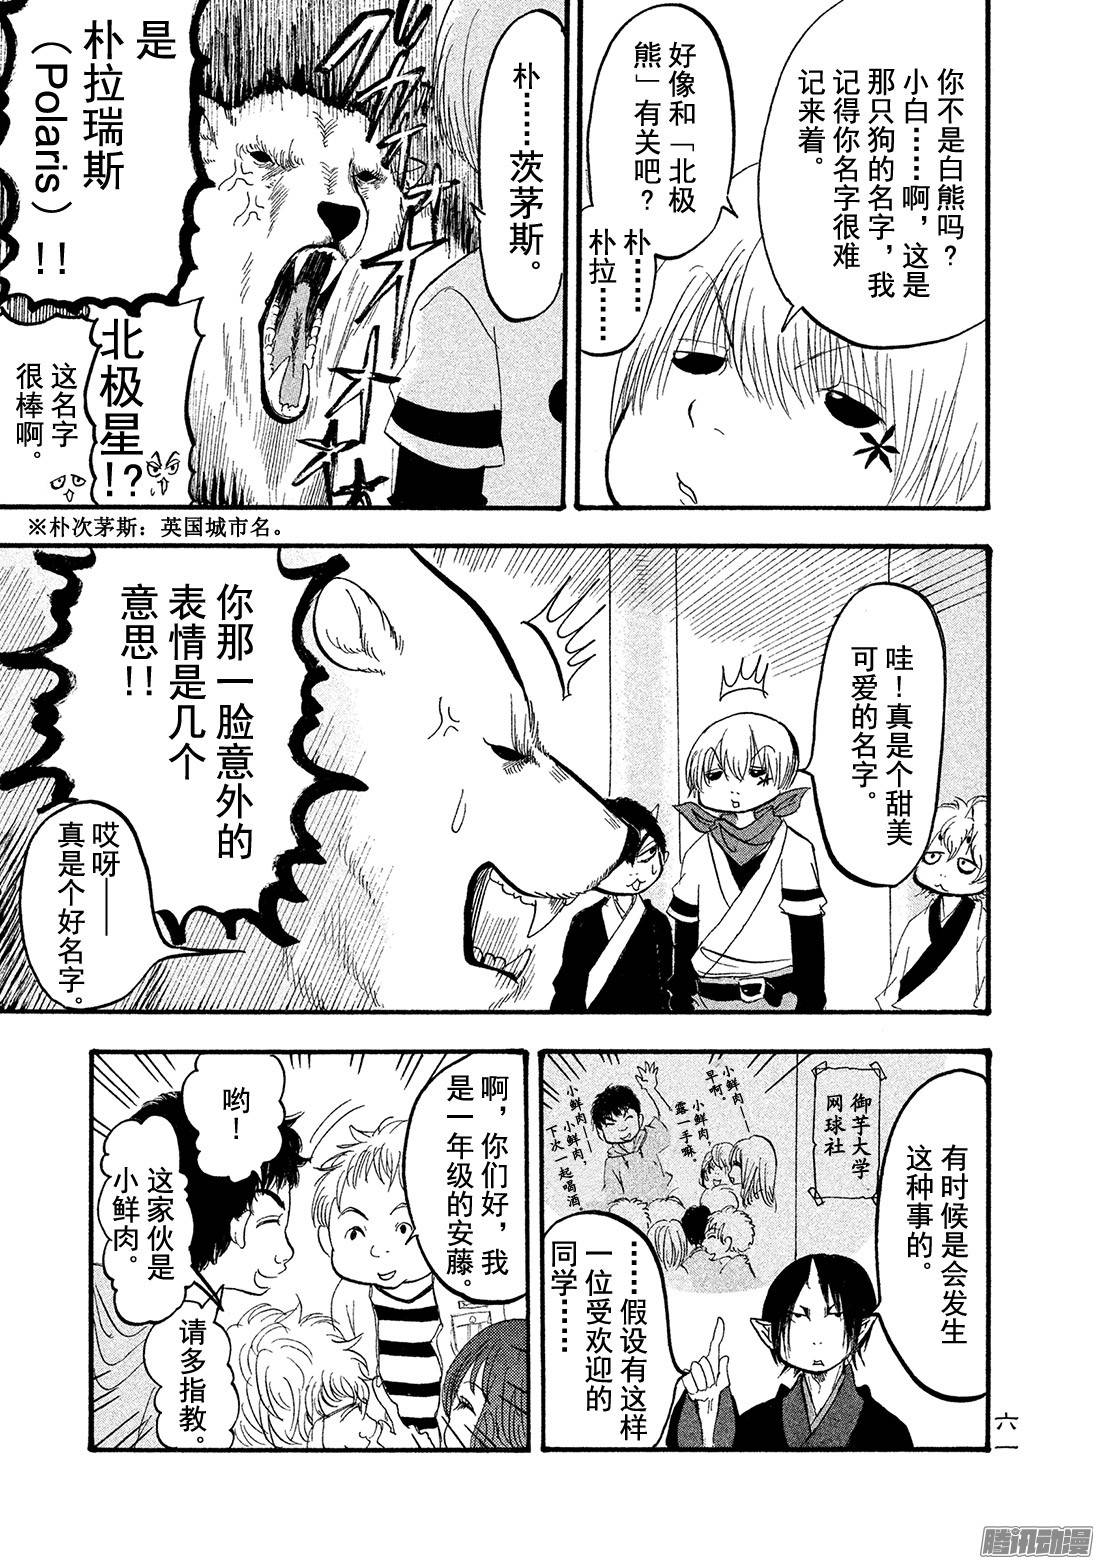 你不是白熊吗？
小白……啊，这是
那只狗的名字，我
记得你名字很难
记来着。
好像和「北极
熊」有关吧？
朴……
朴拉……
朴……茨茅斯。
是
朴拉瑞斯
（Polaris）!!
北极星!?
这名字
很棒啊。
※朴次茅斯：英国城市名。
哇！真是个甜美
可爱的名字。
你那一脸意外的
表情是几个
意思!!
哎呀——
真是个好名字。
有时候是会发生
这种事的。
御芋大学
网球社
小鲜肉——
早啊。
小鲜肉，
露一手嘛。
小鲜肉——
小鲜肉，
下次一起喝酒。
……假设有这样
一位受欢迎的
同学……
啊，你们好，我
是一年级的安藤。
哟！
这家伙是
小鲜肉。
请多指教。
六一
腾讯动漫